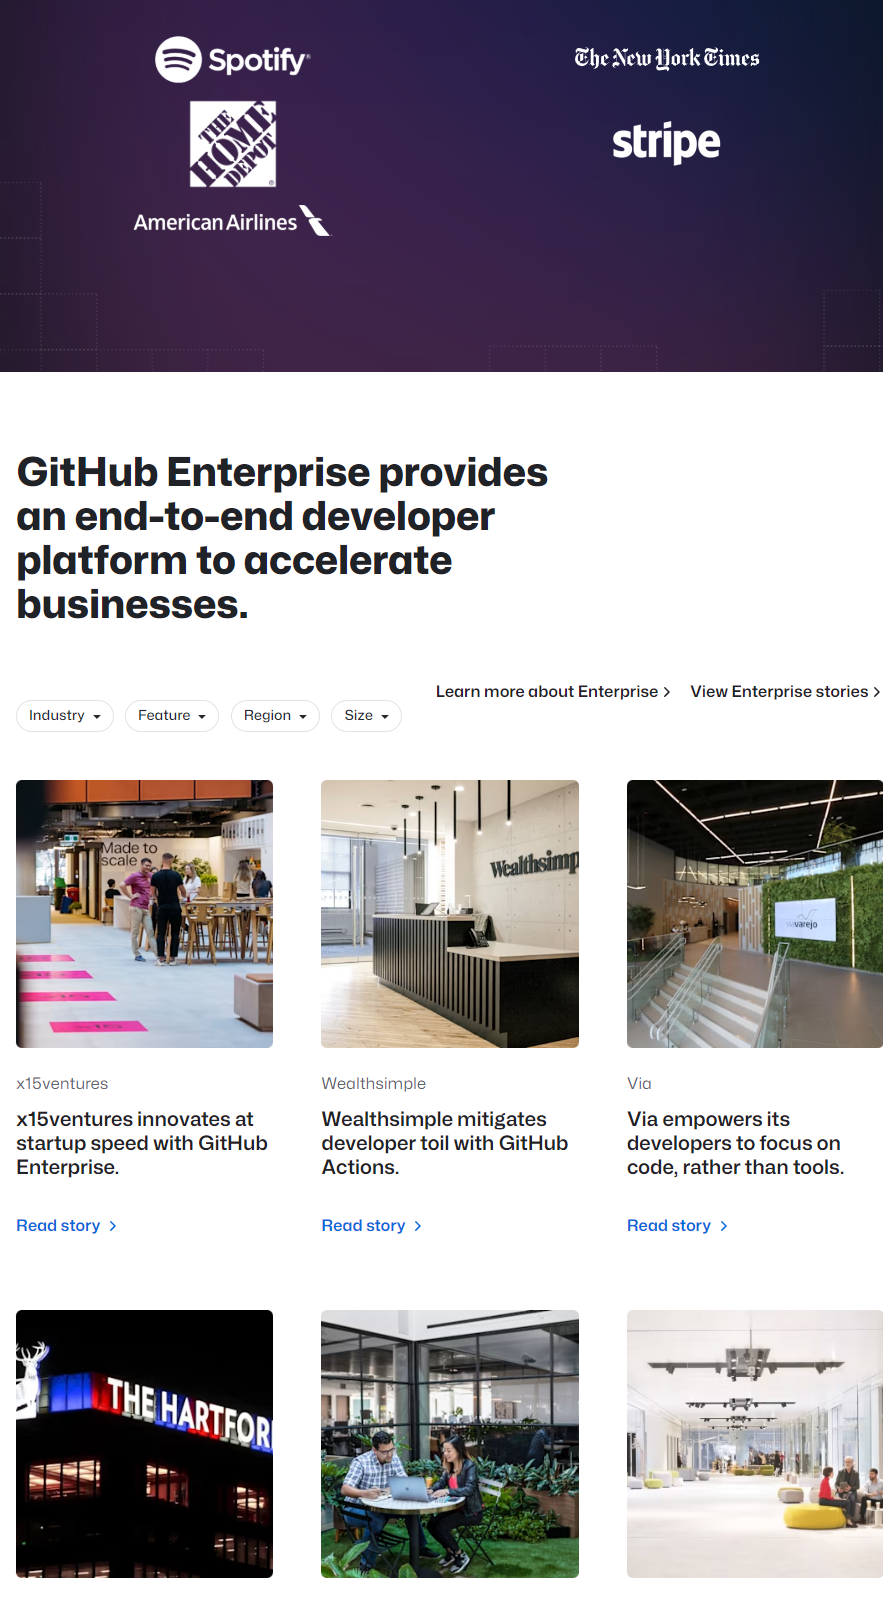 Spotify®
The New York Times
THE
HOME
DEPOT
stripe
American Airlines
GitHub Enterprise provides
an end-to-end developer
platform to accelerate
businesses.
Learn more about Enterprise
View Enterprise stories
Industry
Feature
Region
Size
Made to
scale
Wealthsimp
viavarejo
x15ventures
x15ventures innovates at
startup speed with GitHub
Enterprise.
Read story
Wealthsimple
Wealthsimple mitigates
developer toil with GitHub
Actions.
Read story
Via
Via empowers its
developers to focus on
code, rather than tools.
Read story
THE HARTFOR